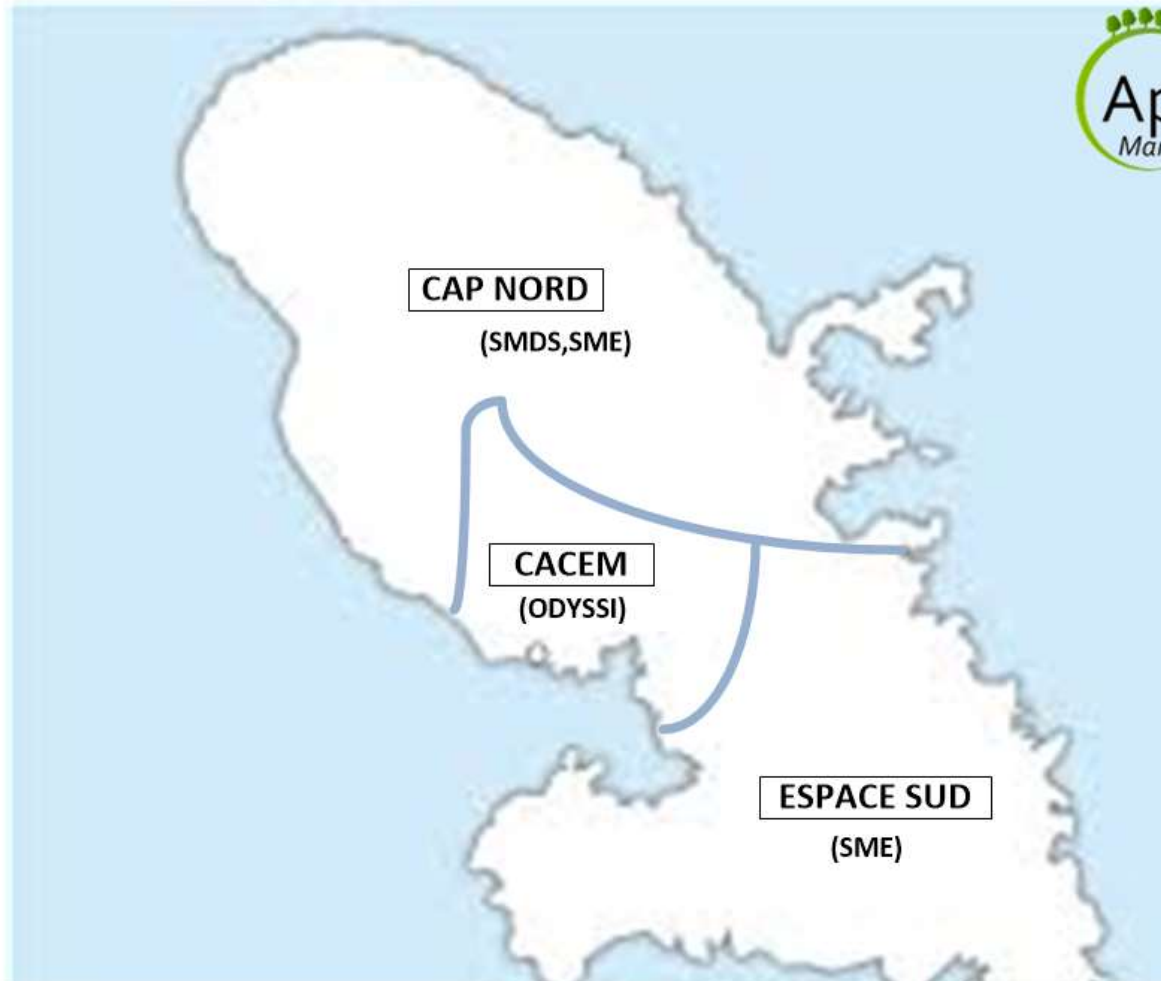 CAP NORD
(SMDS,SME)
CACEM
(ODYSSI)
ESPACE SUD
(SME)